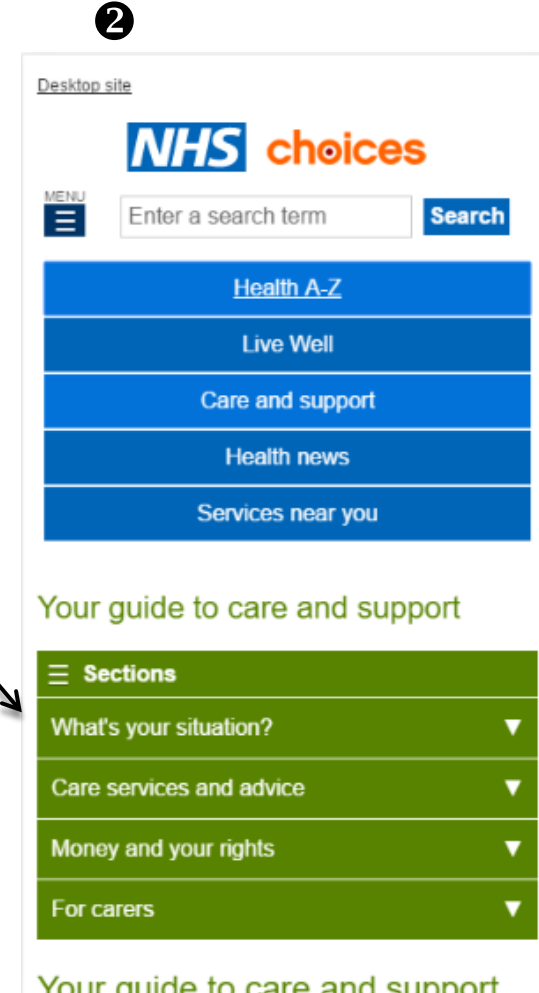 ❷
Desktop site
NHS choices
MENU
Enter a search term
Search
Health A-Z
Live Well
Care and support
Health news
Services near you
Your guide to care and support
Sections
What's your situation?
Care services and advice
Money and your rights
For carers
Your guide to care and support